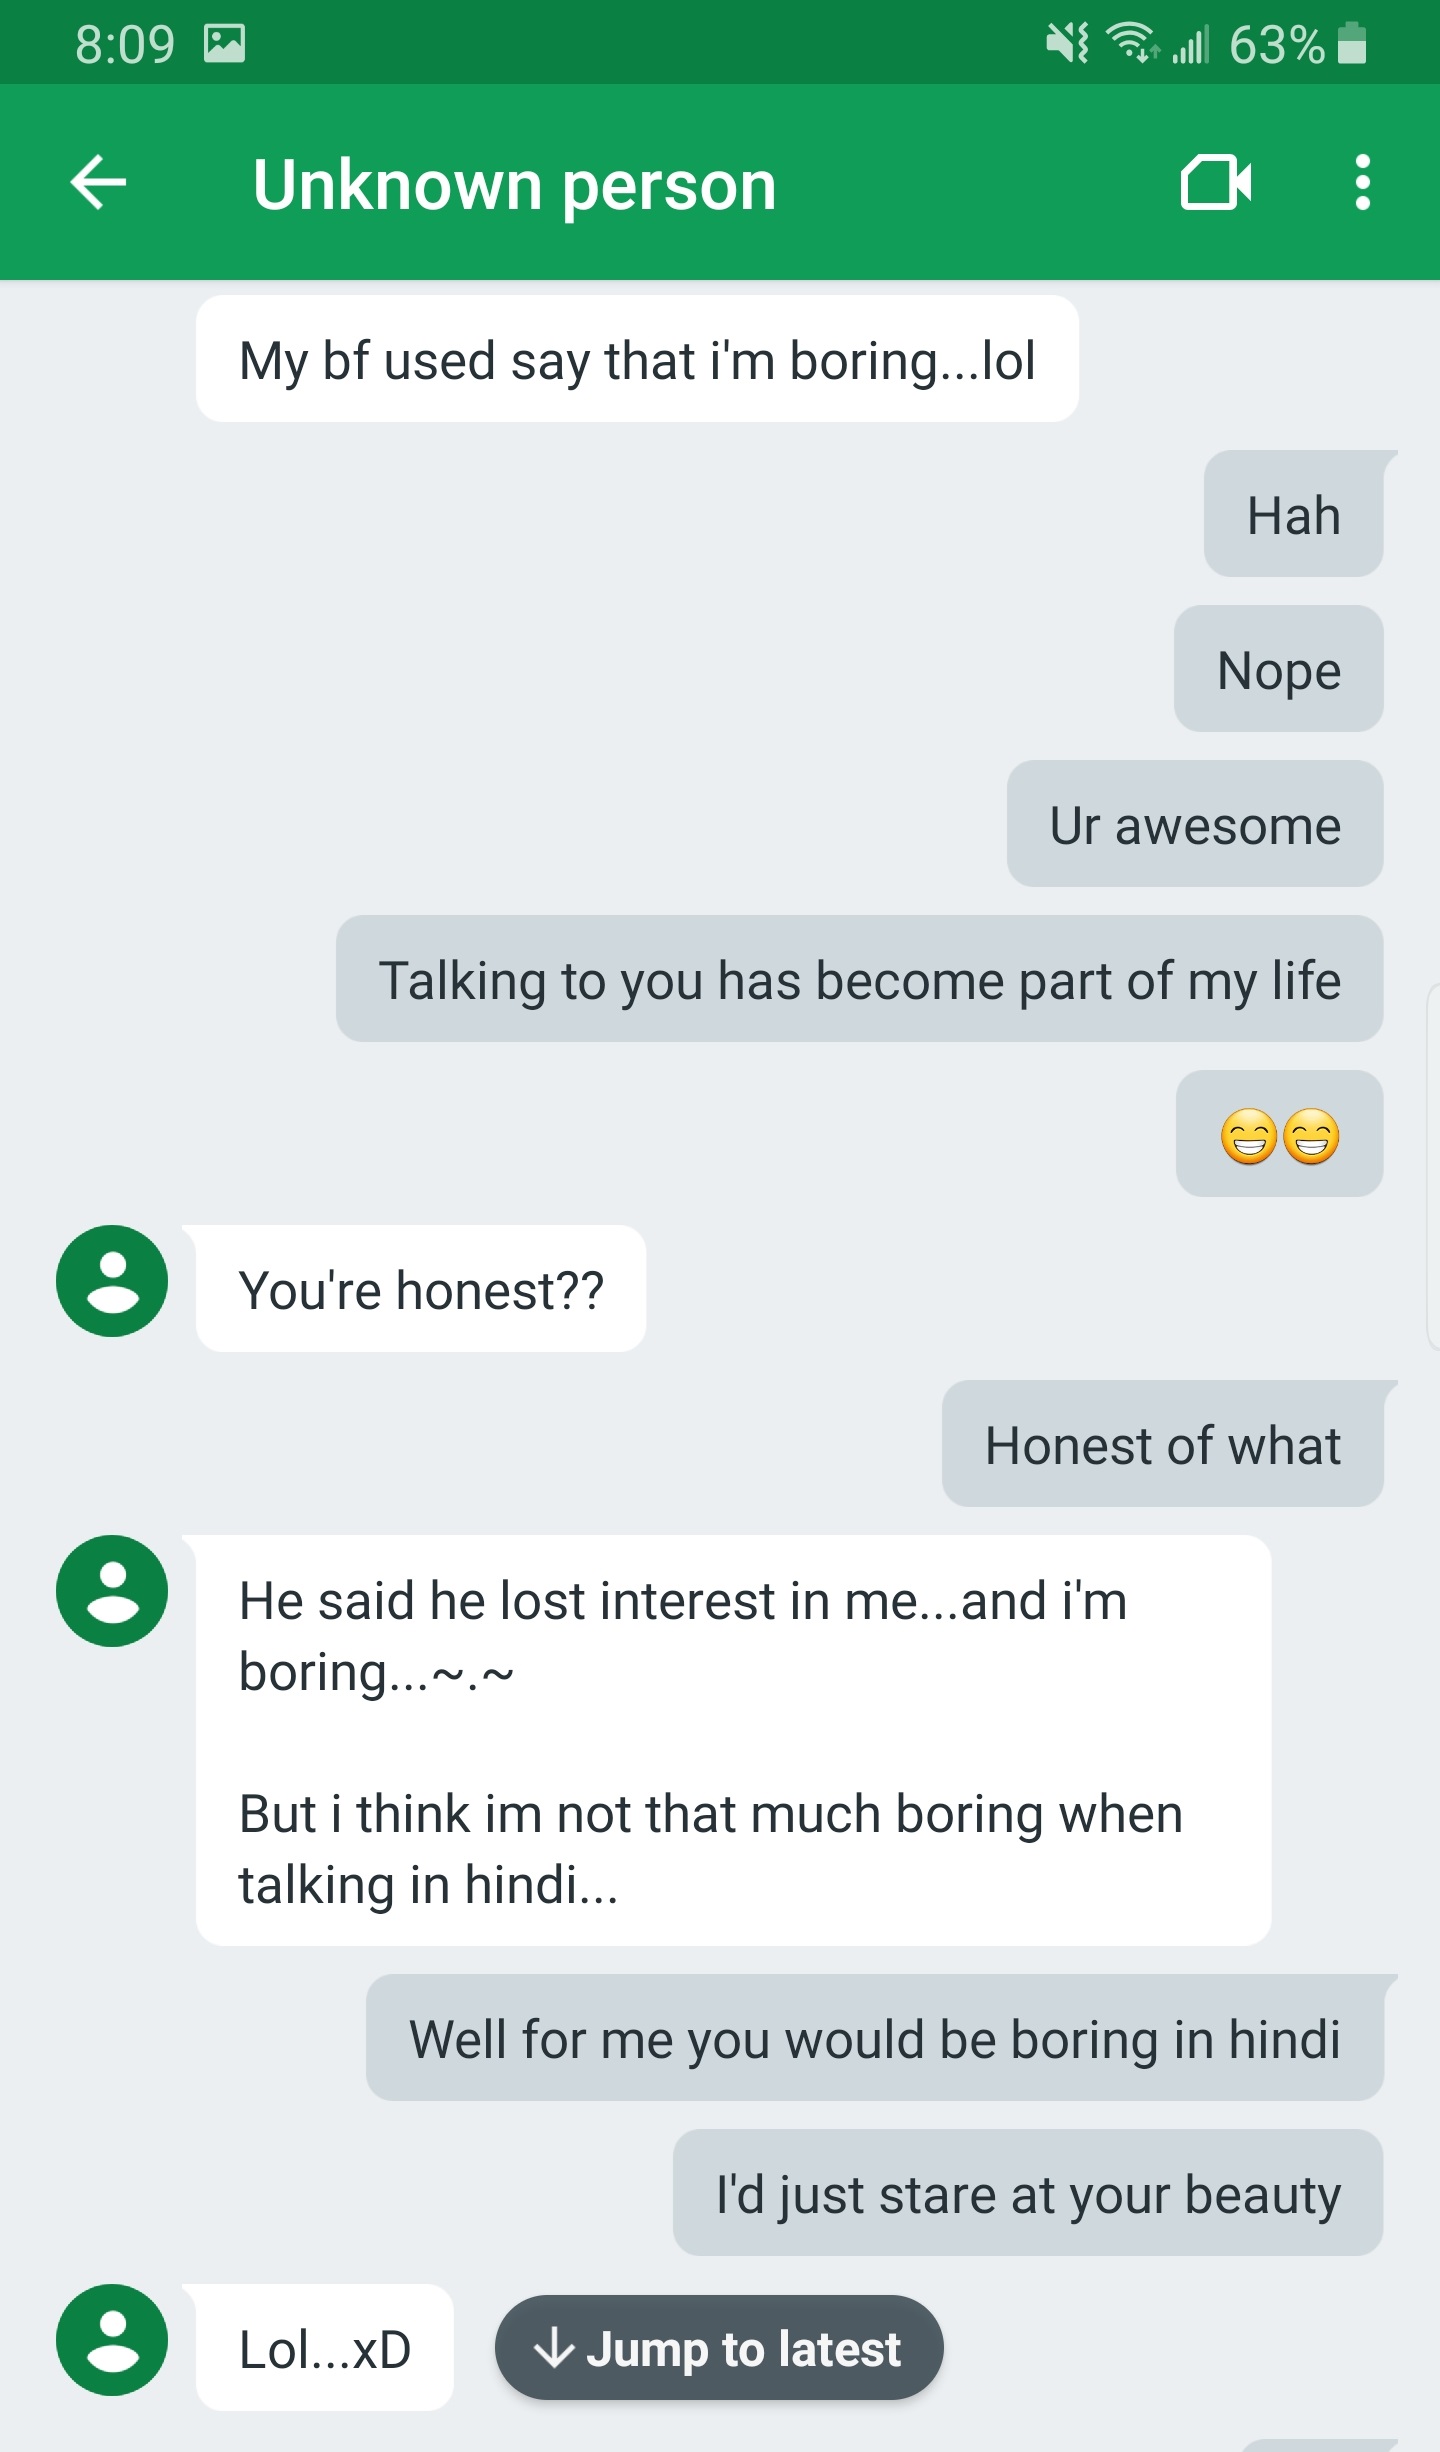 8:09 63%
Unknown person
My bf used say that i'm boring...lol
Hah
Nope
Ur awesome
Talking to you has become part of my life
😁😁
You're honest??
Honest of what
He said he lost interest in me...and i'm
boring...~.~
But i think im not that much boring when
talking in hindi...
Well for me you would be boring in hindi
I'd just stare at your beauty
Lol...xD
Jump to latest